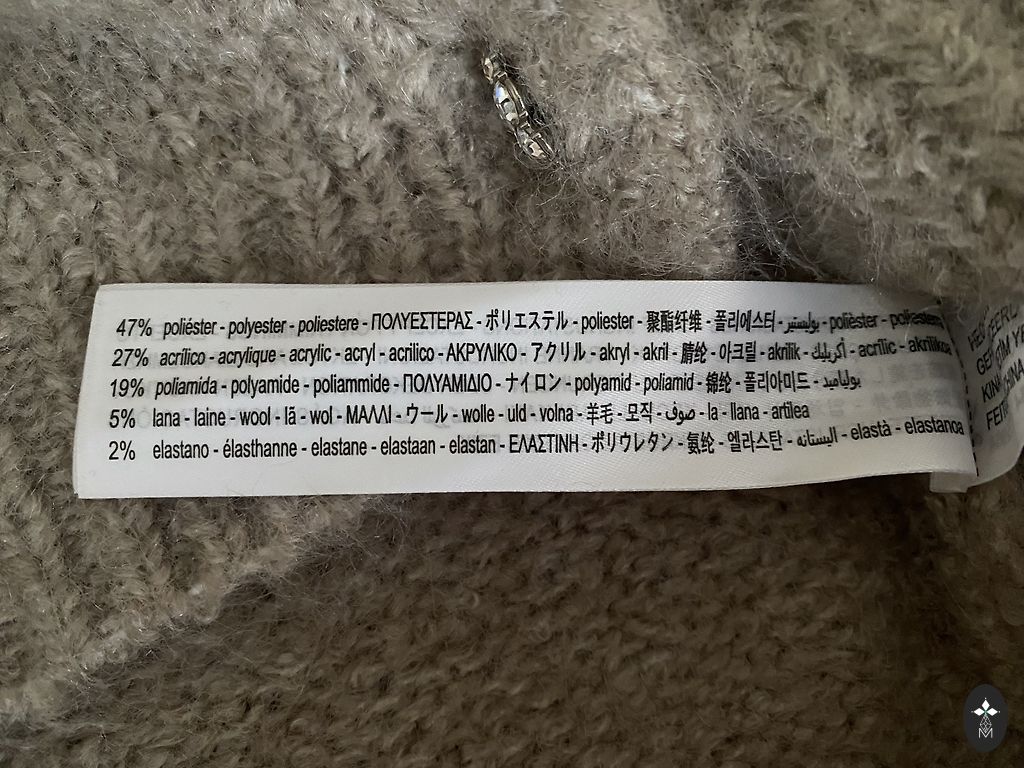 47% poliéster - polyester - poliestere - ΠΟΛΥΕΣΤΕΡΑΣ - ポリエステル - poliester - 聚酯纤维 - 폴리에스터 - بوليستير - polièster - poliesterra
27% acrílico - acrylique - acrylic - acryl - acrilico - ΑΚΡΥΛΙΚΟ - アクリル - akryl - akril - 腈纶 - 아크릴 - akrilik - أكريليك - acrílic - akrilikoa
19% poliamida - polyamide - poliammide - ΠΟΛΥΑΜΙΔΙΟ - ナイロン - polyamid - poliamid - 锦纶 - 폴리아미드 - بولياميد
5% lana - laine - wool - lã - wol - ΜΑΛΛΙ - ウール - wolle - uld - volna - 羊毛 - 모직 - صوف - la - llana - artilea
2% elastano - élasthanne - elastane - elastaan - elastan - ΕΛΑΣΤΙΝΗ - ポリウレタン - 氨纶 - 엘라스탄 - اليستانه - elastà - elastanoa